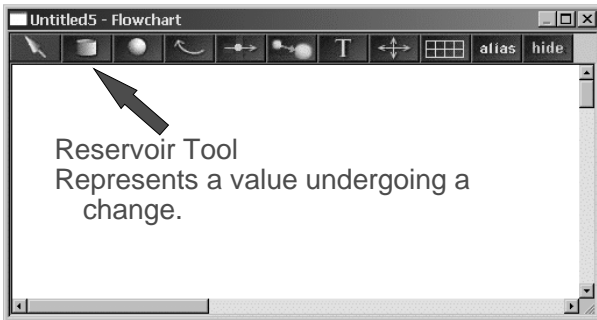 Untitled5 - Flowchart
T alias hide
Reservoir Tool
Represents a value undergoing a
change.